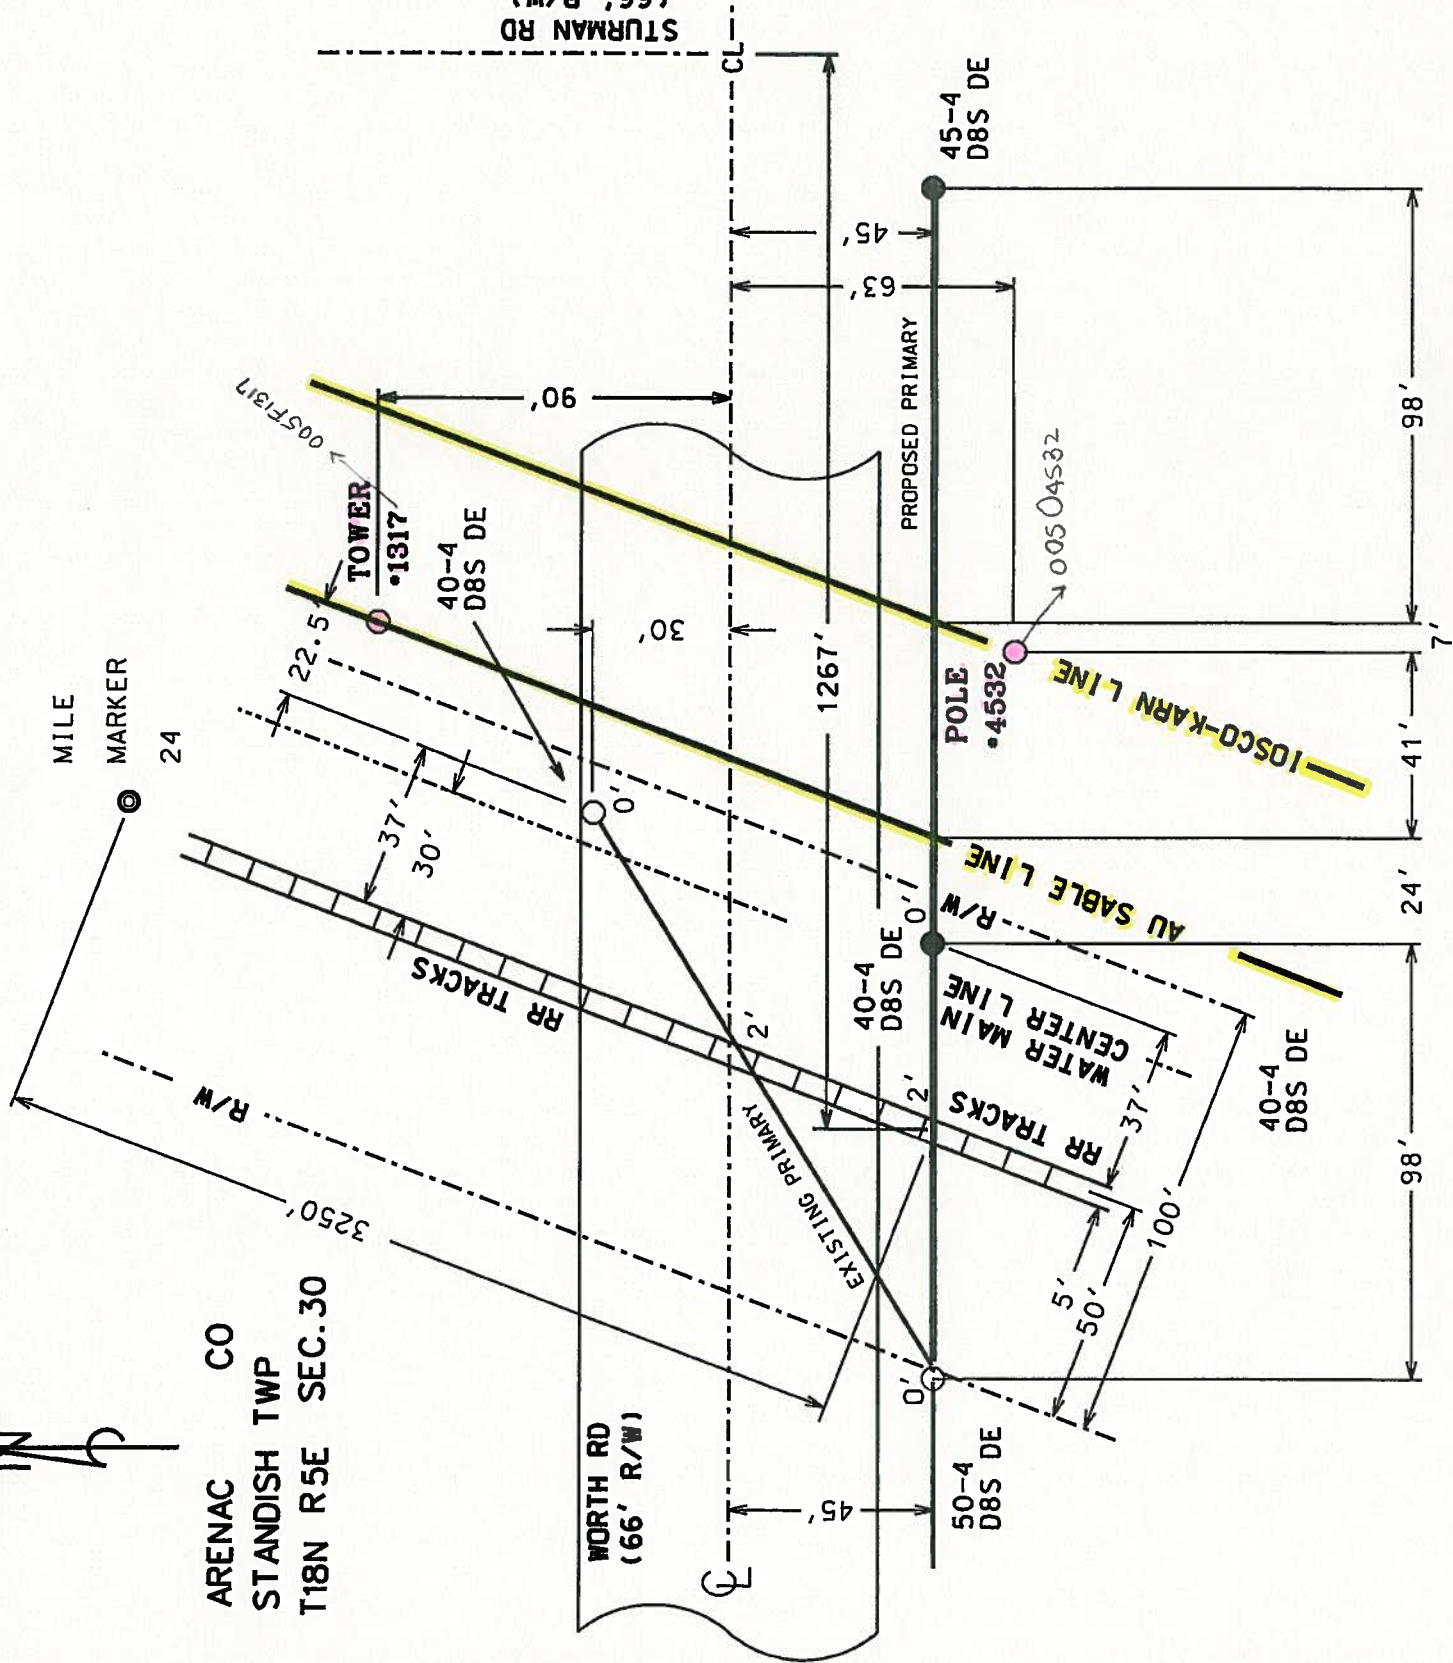 N
ARENAC CO
STANDISH TWP
T18N R5E SEC.30
MILE
MARKER
24
3250'
R/W
RR TRACKS
37'
30'
22.5'
TOWER
•1317
005F1317
40-4
D8S DE
0'
90'
30'
STURMAN RD
(66' R/W)
CL
WORTH RD
(66' R/W)
CL
45'
50-4
D8S DE
0'
EXISTING PRIMARY
2'
2'
1267'
40-4
D8S DE
0'
R/W
PROPOSED PRIMARY
45'
63'
45-4
D8S DE
POLE
•4532
005O4532
IOSCO-KARN LINE
AU SABLE LINE
WATER MAIN
CENTER LINE
RR TRACKS
37'
5'
50'
100'
40-4
D8S DE
98'
24'
41'
7'
98'